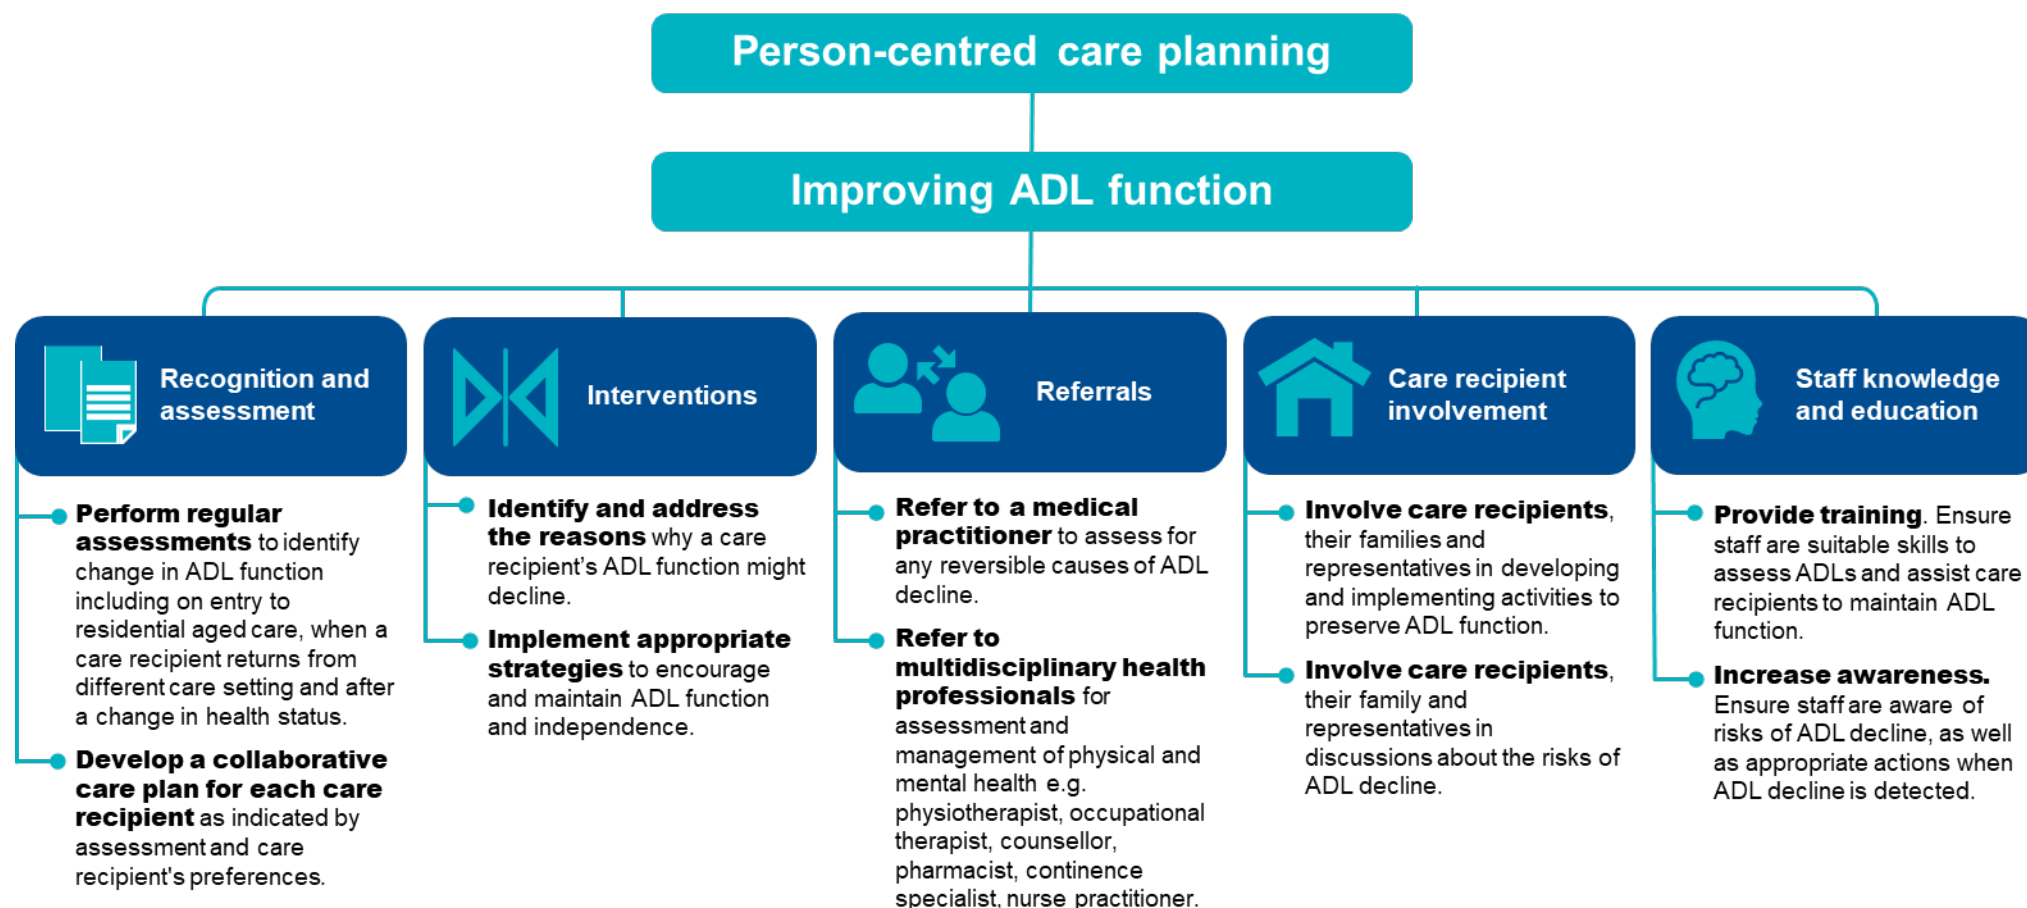 Person-centred care planning
Improving ADL function
Recognition and
assessment
Perform regular
assessments to identify
change in ADL function
including on entry to
residential aged care, when a
care recipient returns from
different care setting and after
a change in health status.
Develop a collaborative
care plan for each care
recipient as indicated by
assessment and care
recipient's preferences.
Interventions
Identify and address
the reasons why a care
recipient’s ADL function might
decline.
Implement appropriate
strategies to encourage
and maintain ADL function
and independence.
Referrals
Refer to a medical
practitioner to assess for
any reversible causes of ADL
decline.
Refer to
multidisciplinary health
professionals for
assessment and
management of physical and
mental health e.g.
physiotherapist, occupational
therapist, counsellor,
pharmacist, continence
specialist, nurse practitioner.
Care recipient
involvement
Involve care recipients,
their families and
representatives in developing
and implementing activities to
preserve ADL function.
Involve care recipients,
their family and
representatives in
discussions about the risks of
ADL decline.
Staff knowledge
and education
Provide training. Ensure
staff are suitable skills to
assess ADLs and assist care
recipients to maintain ADL
function.
Increase awareness.
Ensure staff are aware of
risks of ADL decline, as well
as appropriate actions when
ADL decline is detected.